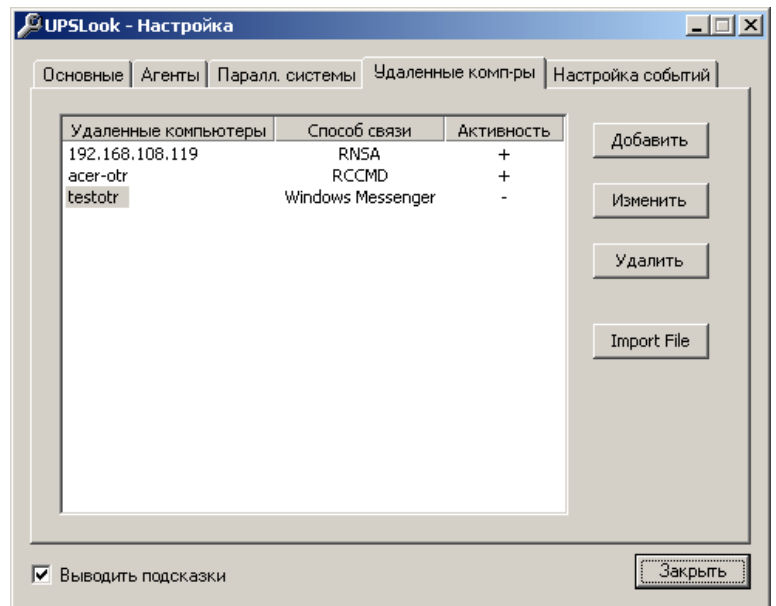 UPSLook - Настройка
Основные Агенты Паралл. системы Удаленные комп-ры Настройка событий
Удаленные компьютеры Способ связи Активность
192.168.108.119 RNSA +
acer-otr RCCMD +
testotr Windows Messenger -
Добавить
Изменить
Удалить
Import File
Выводить подсказки
Закрыть